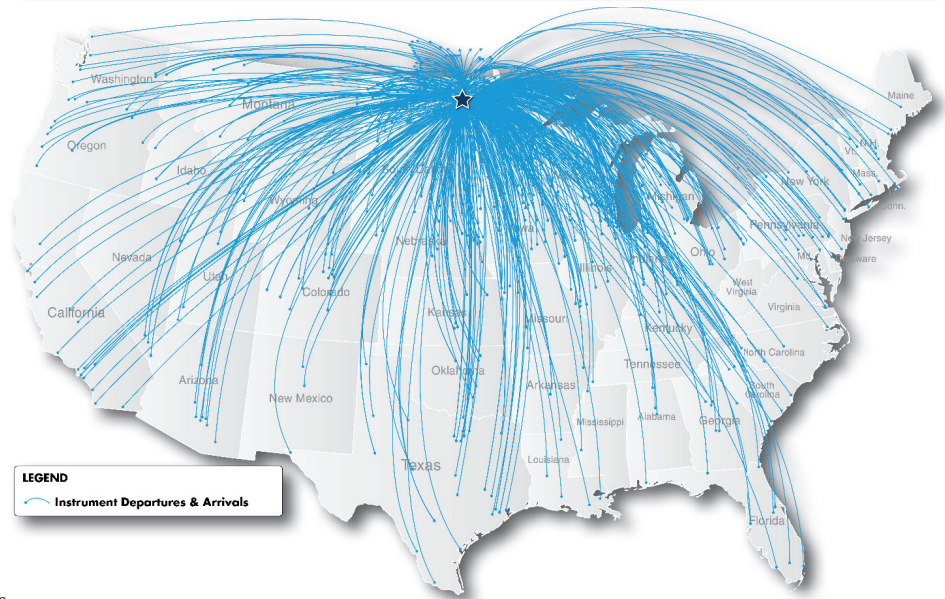 Washington
Montana
Maine
Oregon
Idaho
Vt.
N.H.
Mass.
Wyoming
Michigan
New York
Conn.
Nebraska
Iowa
Pennsylvania
New Jersey
Nevada
Utah
Illinois
Indiana
Ohio
Md.
ware
Colorado
West
Virginia
California
Kansas
Missouri
Virginia
Kentucky
North Carolina
Arizona
Oklahoma
Tennessee
New Mexico
Arkansas
South
Carolina
Mississippi
Alabama
Georgia
Texas
Louisiana
LEGEND
Instrument Departures & Arrivals
Florida